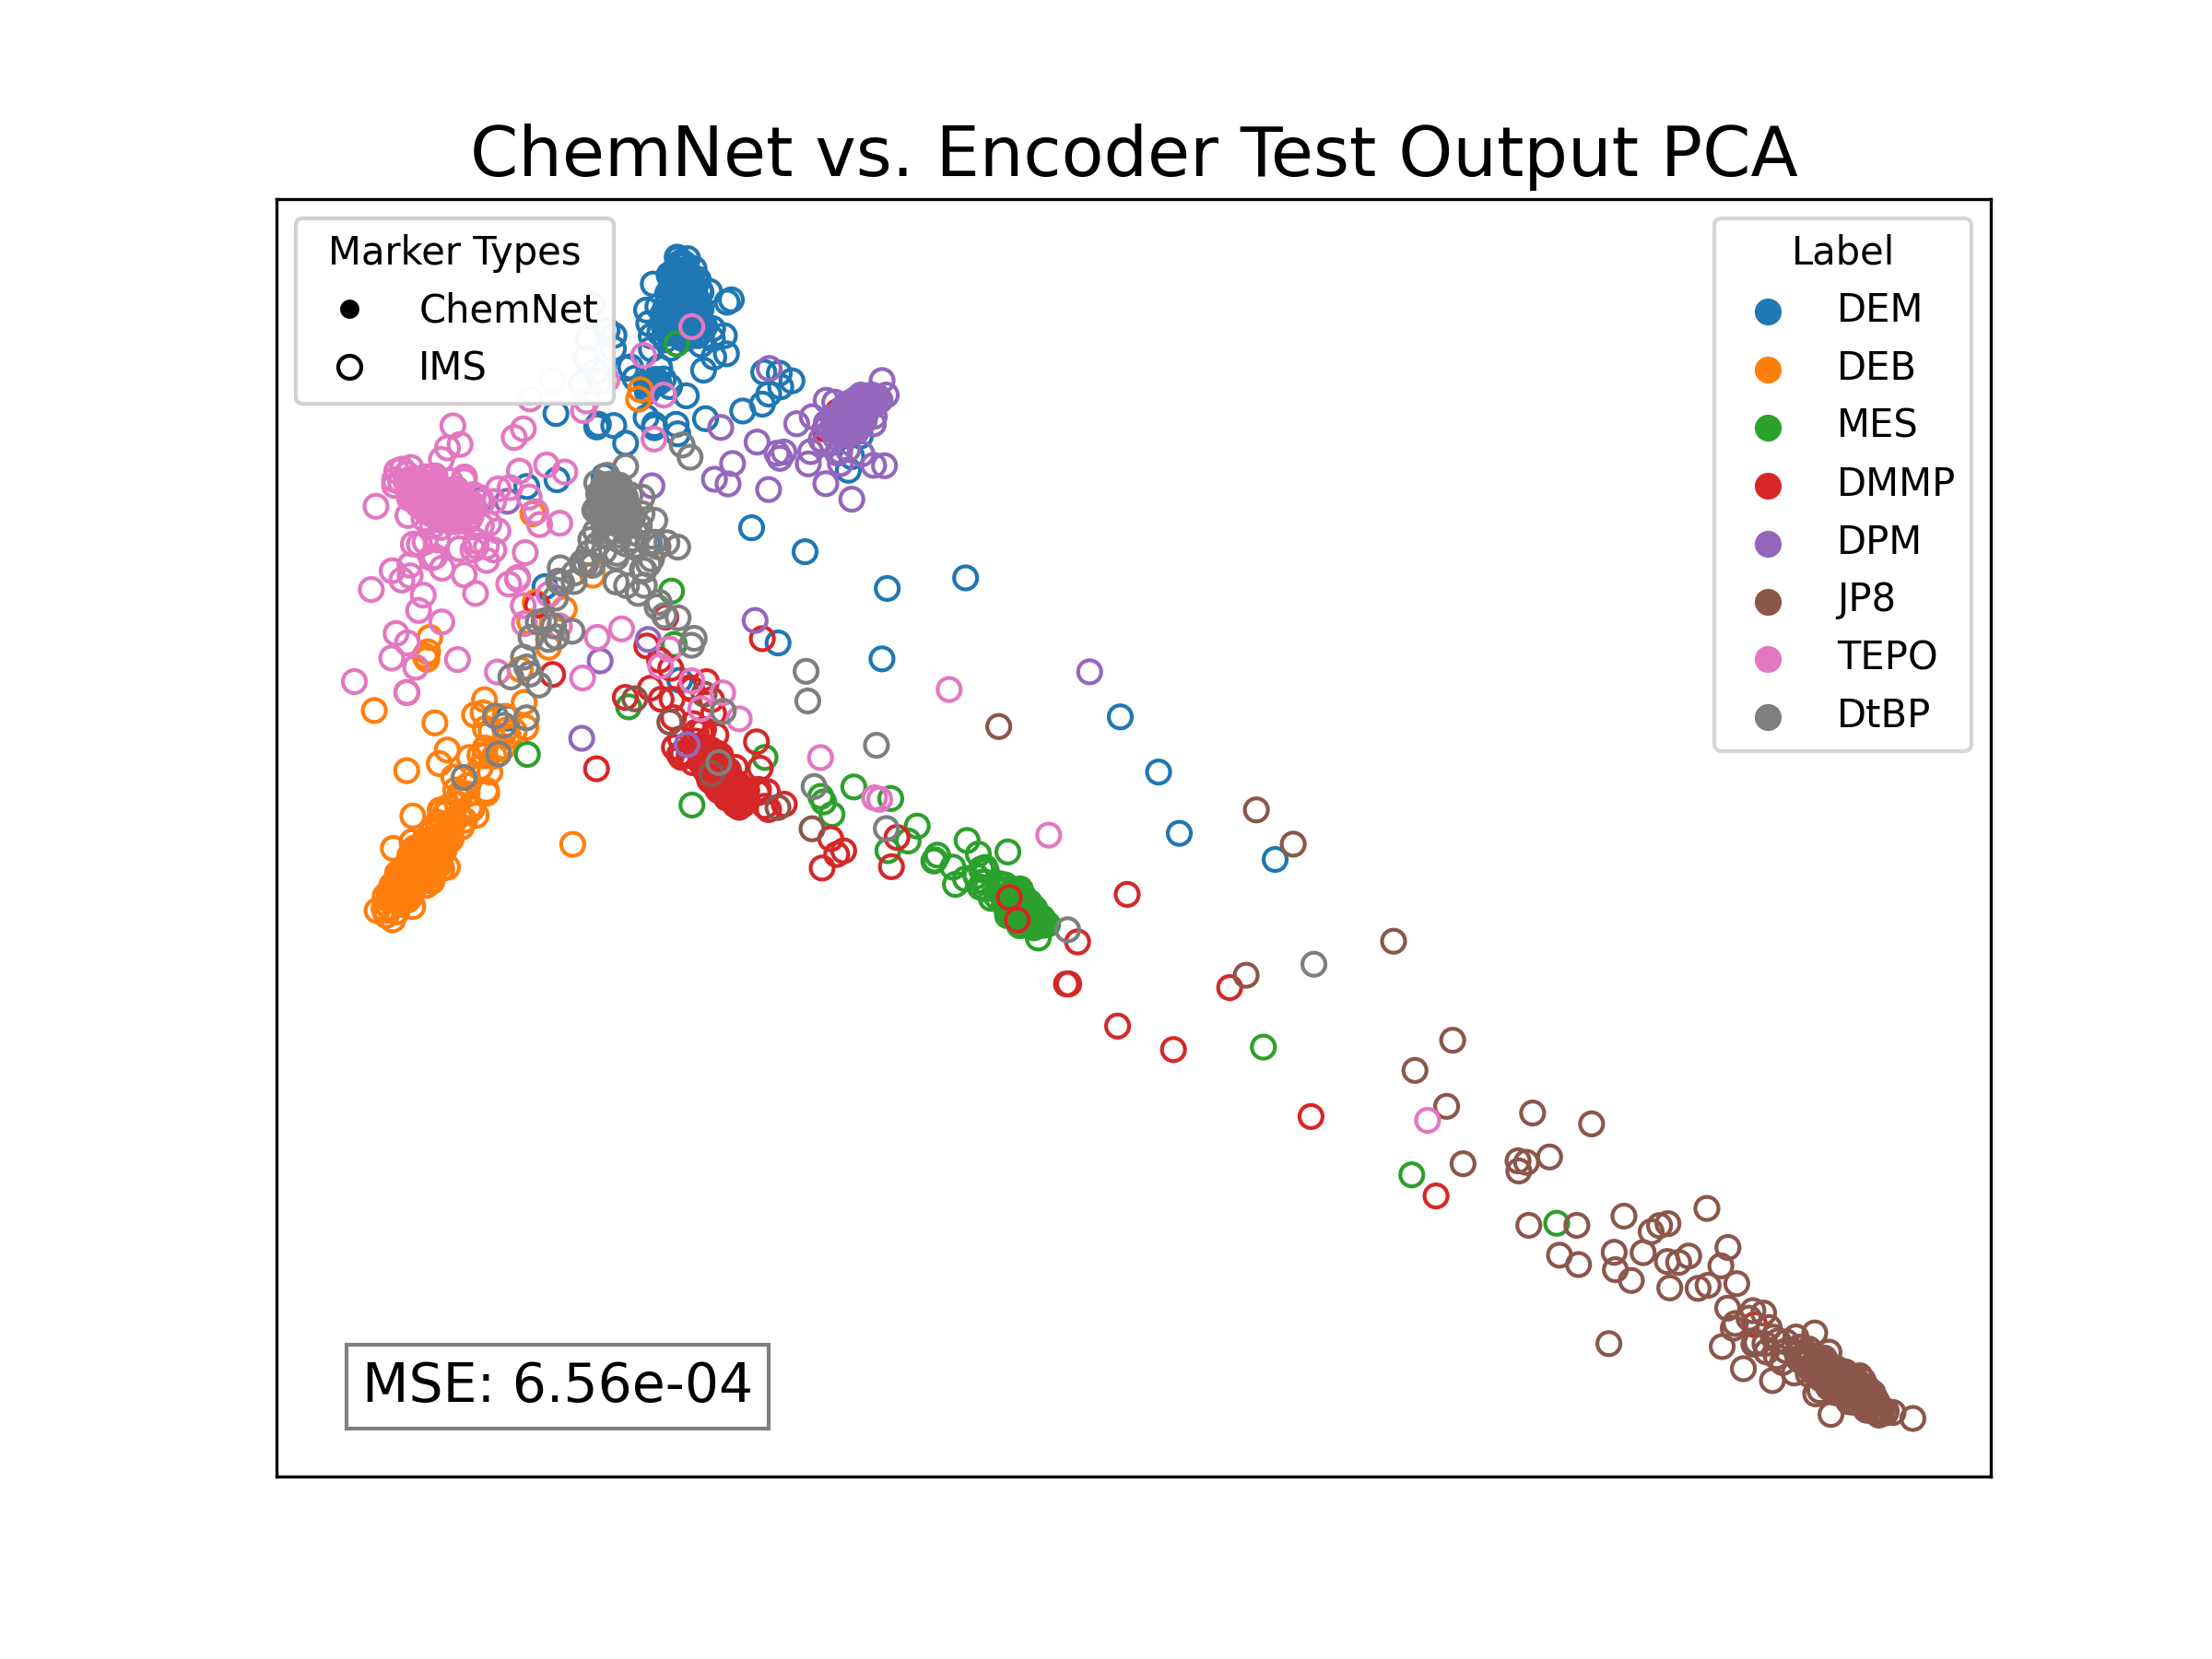 ChemNet vs. Encoder Test Output PCA
Marker Types
ChemNet
IMS
Label
DEM
DEB
MES
DMMP
DPM
JP8
TEPO
DtBP
MSE: 6.56e-04